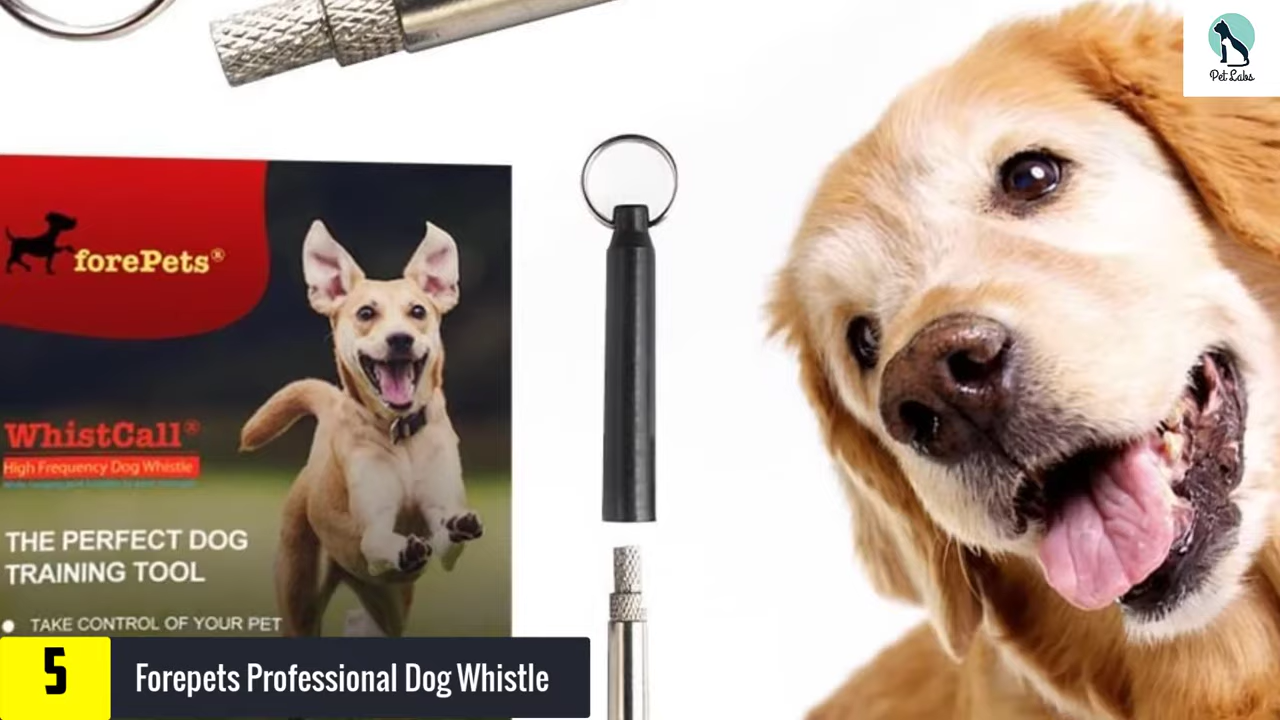 Pet Labs
forePets®
WhistCall®
High Frequency Dog Whistle
THE PERFECT DOG
TRAINING TOOL
TAKE CONTROL OF YOUR PET
5
Forepets Professional Dog Whistle